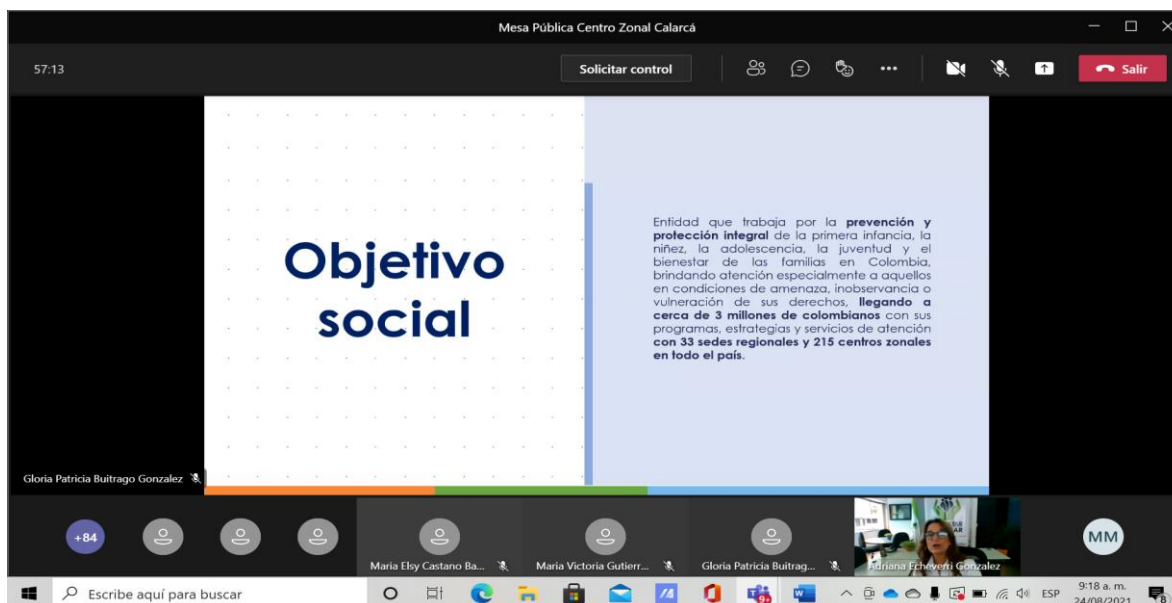 Mesa Pública Centro Zonal Calarcá
57:13
Solicitar control
Salir
Objetivo
social
Entidad que trabaja por la prevención y
protección integral de la primera infancia, la
niñez, la adolescencia, la juventud y el
bienestar de las familias en Colombia,
brindando atención especialmente a aquellos
en condiciones de amenaza, inobservancia o
vulneración de sus derechos, llegando a
cerca de 3 millones de colombianos con sus
programas, estrategias y servicios de atención
con 33 sedes regionales y 215 centros zonales
en todo el país.
Gloria Patricia Buitrago Gonzalez
+84
Maria Elsy Castano Ba...
Maria Victoria Gutierr...
Gloria Patricia Buitrag...
Adriana Echeverri Gonzalez
MM
Escribe aquí para buscar
9+
ESP
9:18 a. m.
24/08/2021
8